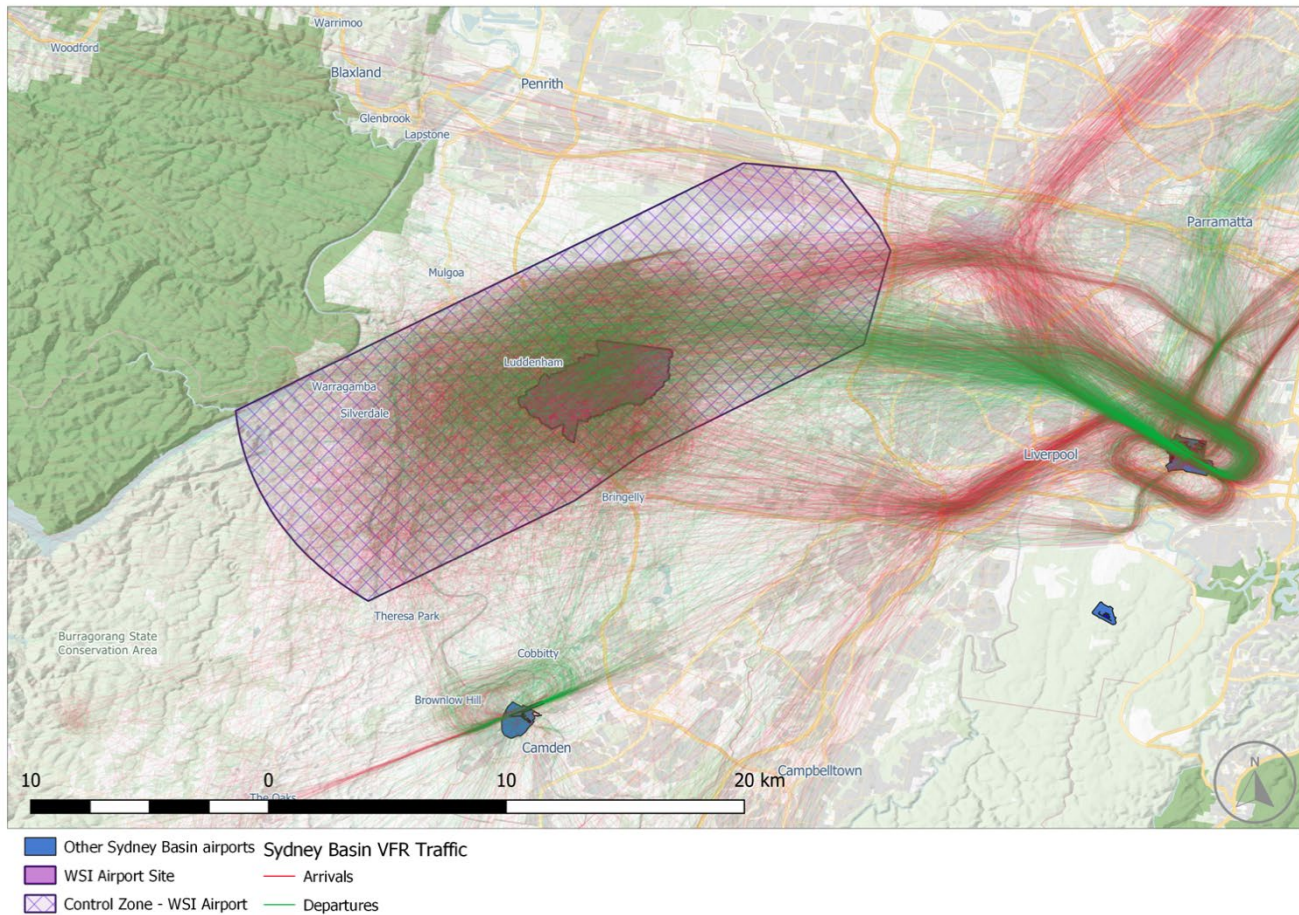 Warrimoo
Woodford
Blaxland
Penrith
Glenbrook
Lapstone
Parramatta
Mulgoa
Luddenham
Warragamba
Silverdale
Liverpool
Bringelly
Theresa Park
Burragorang State
Conservation Area
Cobbitty
Brownlow Hill
Camden
Campbelltown
N
10 0 10 20 km
The Oaks
Other Sydney Basin airports
WSI Airport Site
Control Zone - WSI Airport
Sydney Basin VFR Traffic
Arrivals
Departures